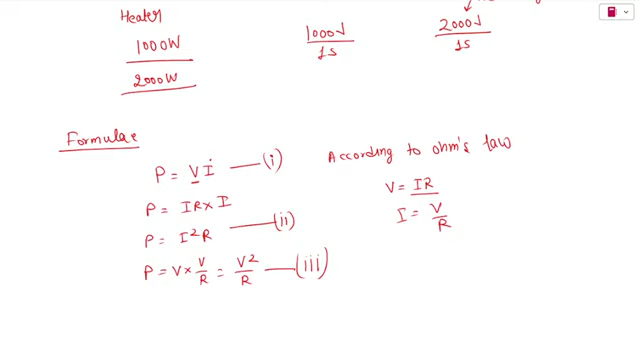 Heater
1000W
2000W
1000J/1s
2000J/1s
Formulae
P = VI —(i)
P = IR×I
P = I²R —(ii)
P = V×V/R = V²/R —(iii)
According to ohm's law
V = IR
I = V/R